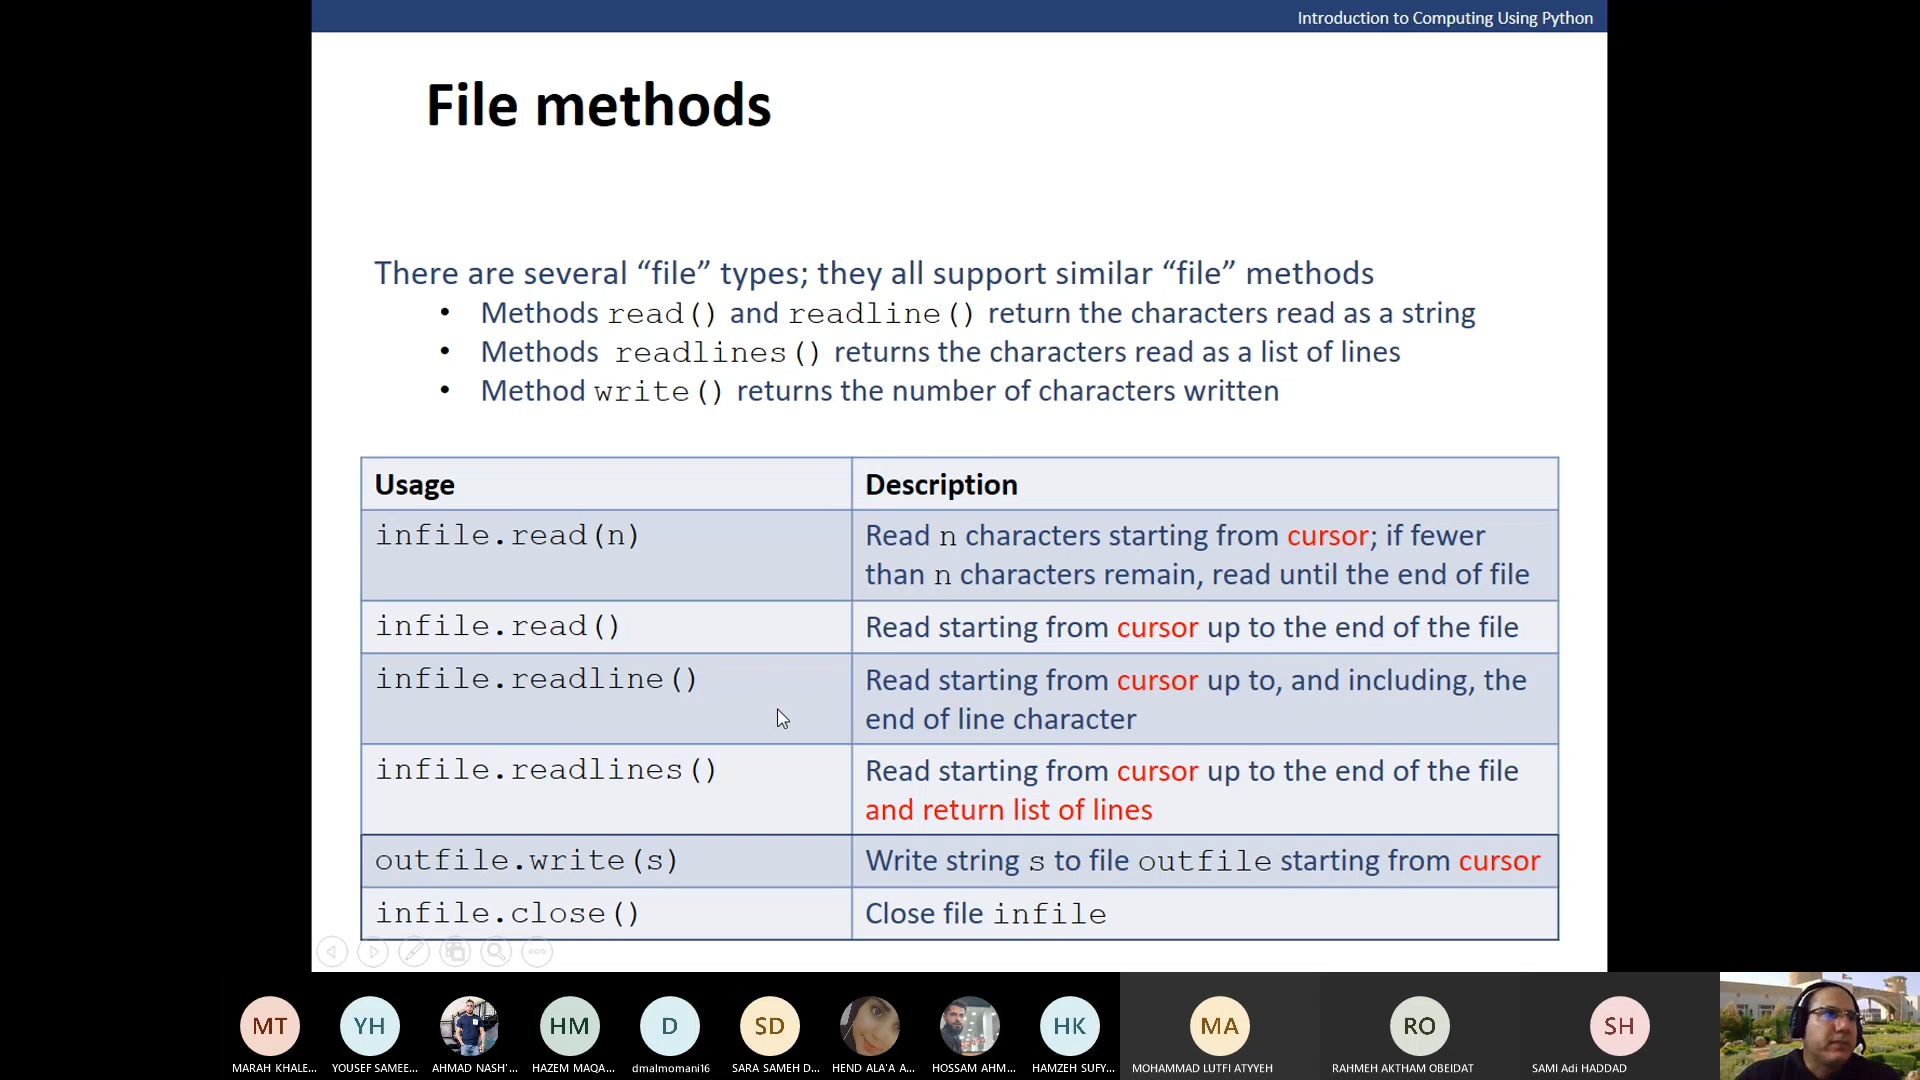 Introduction to Computing Using Python
File methods
There are several “file” types; they all support similar “file” methods
• Methods read() and readline() return the characters read as a string
• Methods readlines() returns the characters read as a list of lines
• Method write() returns the number of characters written
Usage Description
infile.read(n) Read n characters starting from cursor; if fewer
than n characters remain, read until the end of file
infile.read() Read starting from cursor up to the end of the file
infile.readline() Read starting from cursor up to, and including, the
end of line character
infile.readlines() Read starting from cursor up to the end of the file
and return list of lines
outfile.write(s) Write string s to file outfile starting from cursor
infile.close() Close file infile
MT YH HM D SD HK MA RO SH
MARAH KHALE... YOUSEF SAMEE... AHMAD NASH'... HAZEM MAQA... dmalmomani16 SARA SAMEH D... HEND ALA'A A... HOSSAM AHM... HAMZEH SUFY... MOHAMMAD LUTFI ATYYEH RAHMEH AKTHAM OBEIDAT SAMI Adi HADDAD